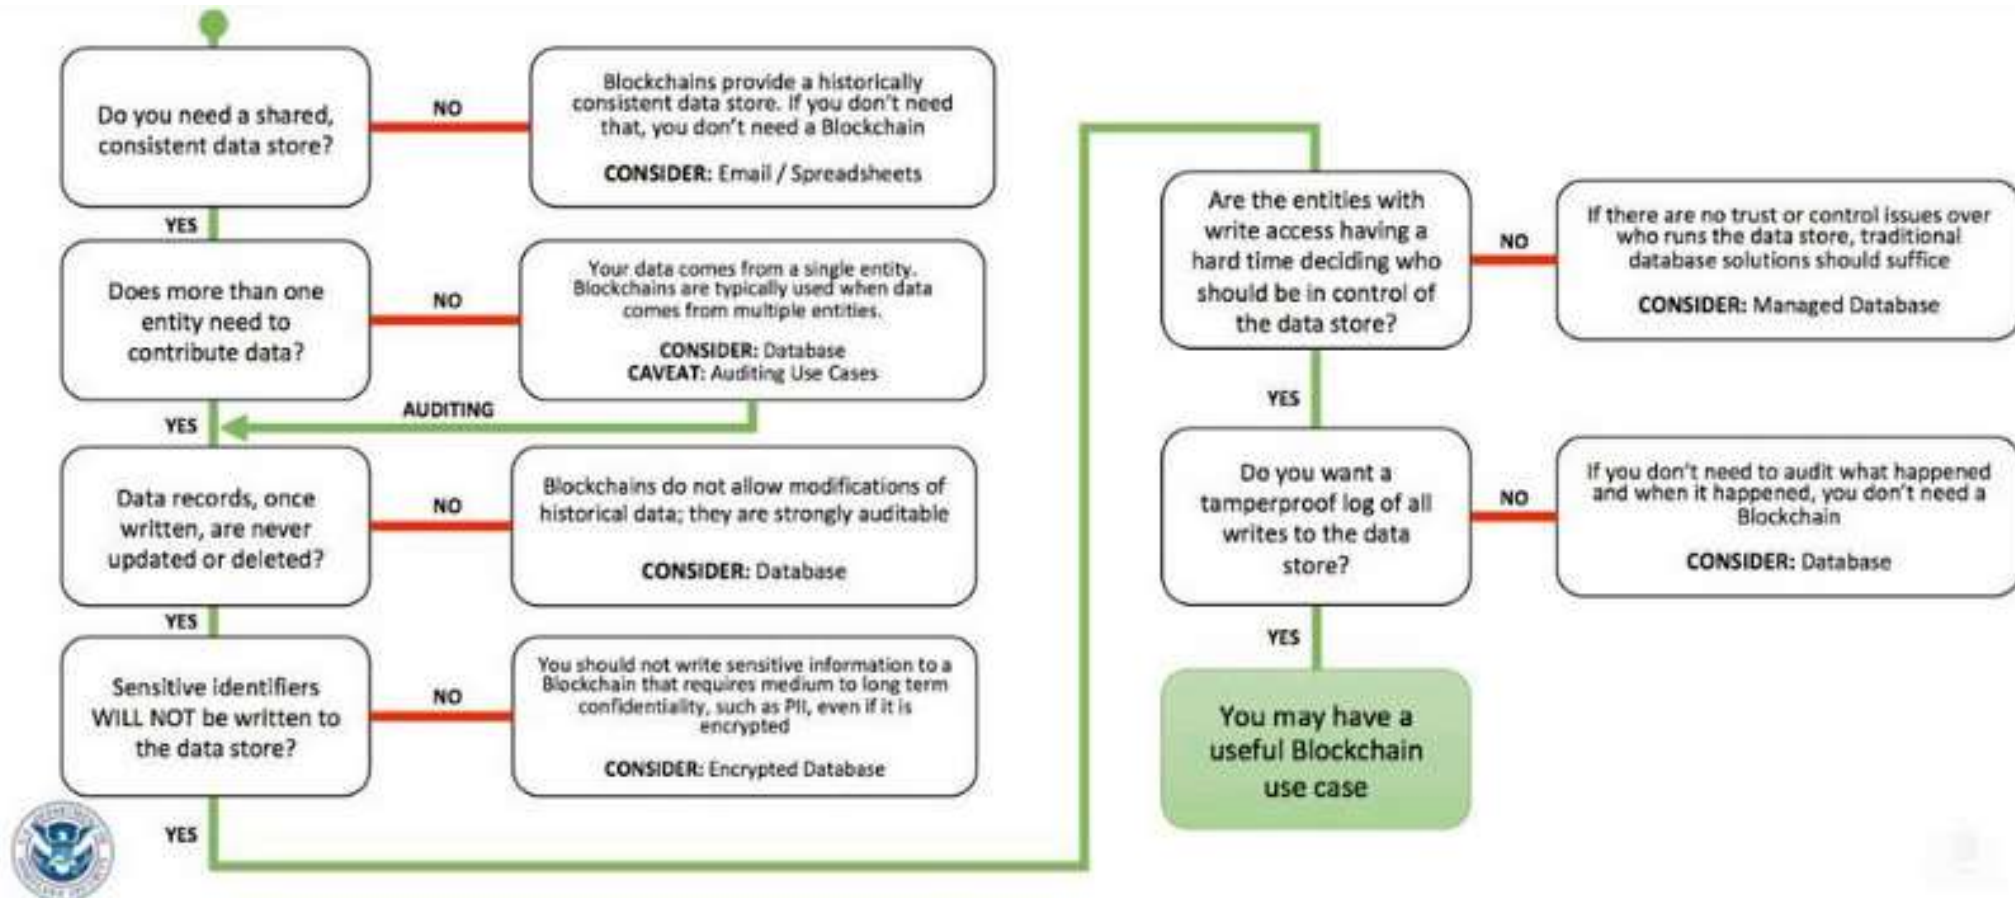 Do you need a shared,
consistent data store?
NO
Blockchains provide a historically
consistent data store. If you don't need
that, you don't need a Blockchain
CONSIDER: Email / Spreadsheets
YES
Does more than one
entity need to
contribute data?
NO
Your data comes from a single entity.
Blockchains are typically used when data
comes from multiple entities.
CONSIDER: Database
CAVEAT: Auditing Use Cases
AUDITING
YES
Data records, once
written, are never
updated or deleted?
NO
Blockchains do not allow modifications of
historical data; they are strongly auditable
CONSIDER: Database
YES
Sensitive identifiers
WILL NOT be written to
the data store?
NO
You should not write sensitive information to a
Blockchain that requires medium to long term
confidentiality, such as PII, even if it is
encrypted
CONSIDER: Encrypted Database
YES
Are the entities with
write access having a
hard time deciding who
should be in control of
the data store?
NO
If there are no trust or control issues over
who runs the data store, traditional
database solutions should suffice
CONSIDER: Managed Database
YES
Do you want a
tamperproof log of all
writes to the data
store?
NO
If you don't need to audit what happened
and when it happened, you don't need a
Blockchain
CONSIDER: Database
YES
You may have a
useful Blockchain
use case